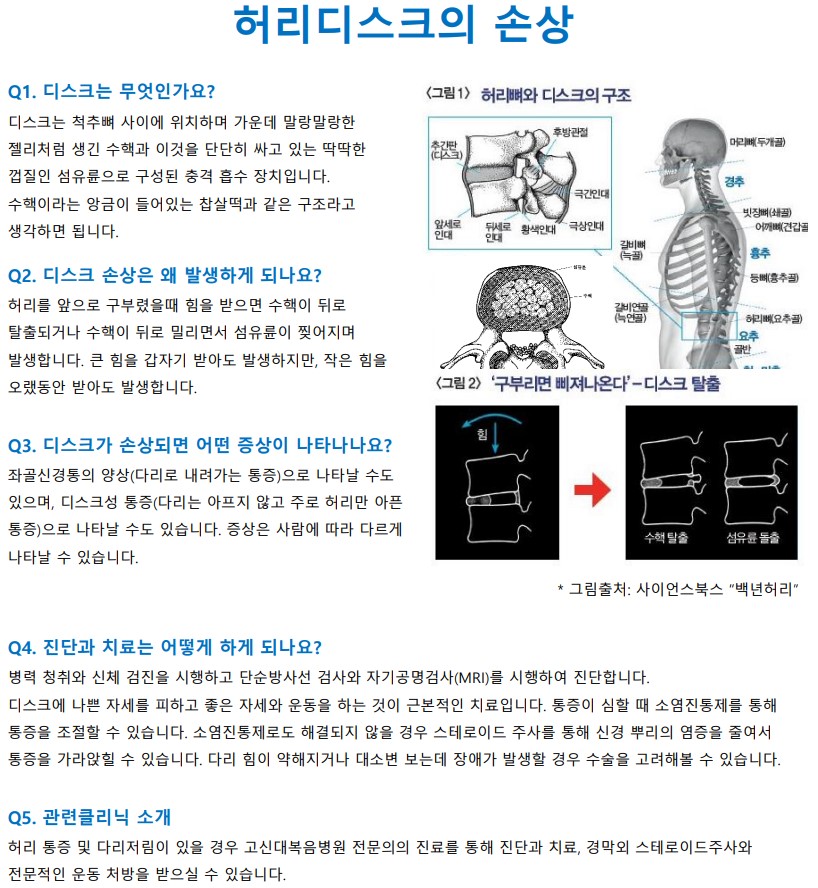 허리디스크의 손상
Q1. 디스크는 무엇인가요?
디스크는 척추뼈 사이에 위치하며 가운데 말랑말랑한
젤리처럼 생긴 수핵과 이것을 단단히 싸고 있는 딱딱한
껍질인 섬유륜으로 구성된 충격 흡수 장치입니다.
수핵이라는 앙금이 들어있는 찹쌀떡과 같은 구조라고
생각하면 됩니다.
Q2. 디스크 손상은 왜 발생하게 되나요?
허리를 앞으로 구부렸을때 힘을 받으면 수핵이 뒤로
탈출되거나 수핵이 뒤로 밀리면서 섬유륜이 찢어지며
발생합니다. 큰 힘을 갑자기 받아도 발생하지만, 작은 힘을
오랬동안 받아도 발생합니다.
Q3. 디스크가 손상되면 어떤 증상이 나타나나요?
좌골신경통의 양상(다리로 내려가는 통증)으로 나타날 수도
있으며, 디스크성 통증(다리는 아프지 않고 주로 허리만 아픈
통증)으로 나타날 수도 있습니다. 증상은 사람에 따라 다르게
나타날 수 있습니다.
〈그림1〉 허리뼈와 디스크의 구조
추간판
(디스크)
후방관절
극간인대
앞세로
인대
뒤세로
인대
황색인대
극상인대
머리뼈(두개골)
경추
빗장뼈(쇄골)
어깨뼈(견갑골
갈비뼈
(늑골)
흉추
등뼈(흉추골)
갈비연골
(늑연골)
허리뼈(요추골)
요추
골반
섬유륜
수핵
〈그림2〉 '구부리면 삐져나온다' – 디스크 탈출
힘
수핵 탈출
섬유륜 돌출
* 그림출처: 사이언스북스 "백년허리"
Q4. 진단과 치료는 어떻게 하게 되나요?
병력 청취와 신체 검진을 시행하고 단순방사선 검사와 자기공명검사(MRI)를 시행하여 진단합니다.
디스크에 나쁜 자세를 피하고 좋은 자세와 운동을 하는 것이 근본적인 치료입니다. 통증이 심할 때 소염진통제를 통해
통증을 조절할 수 있습니다. 소염진통제로도 해결되지 않을 경우 스테로이드 주사를 통해 신경 뿌리의 염증을 줄여서
통증을 가라앉힐 수 있습니다. 다리 힘이 약해지거나 대소변 보는데 장애가 발생할 경우 수술을 고려해볼 수 있습니다.
Q5. 관련클리닉 소개
허리 통증 및 다리저림이 있을 경우 고신대복음병원 전문의의 진료를 통해 진단과 치료, 경막외 스테로이드주사와
전문적인 운동 처방을 받으실 수 있습니다.